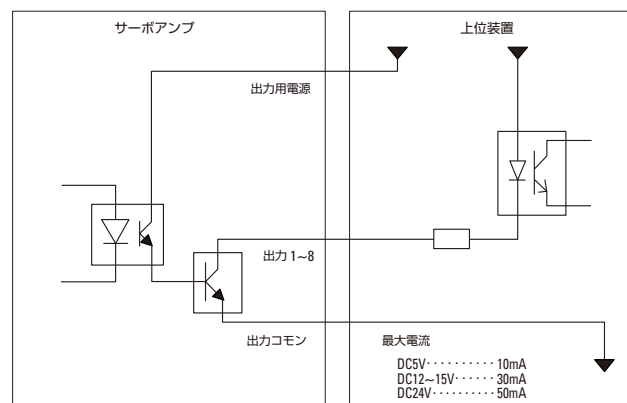 サーボアンプ
上位装置
出力用電源
出力 1~8
出力コモン
最大電流
DC5V・・・・・・・・・・10mA
DC12~15V・・・・・・30mA
DC24V・・・・・・・・・・50mA